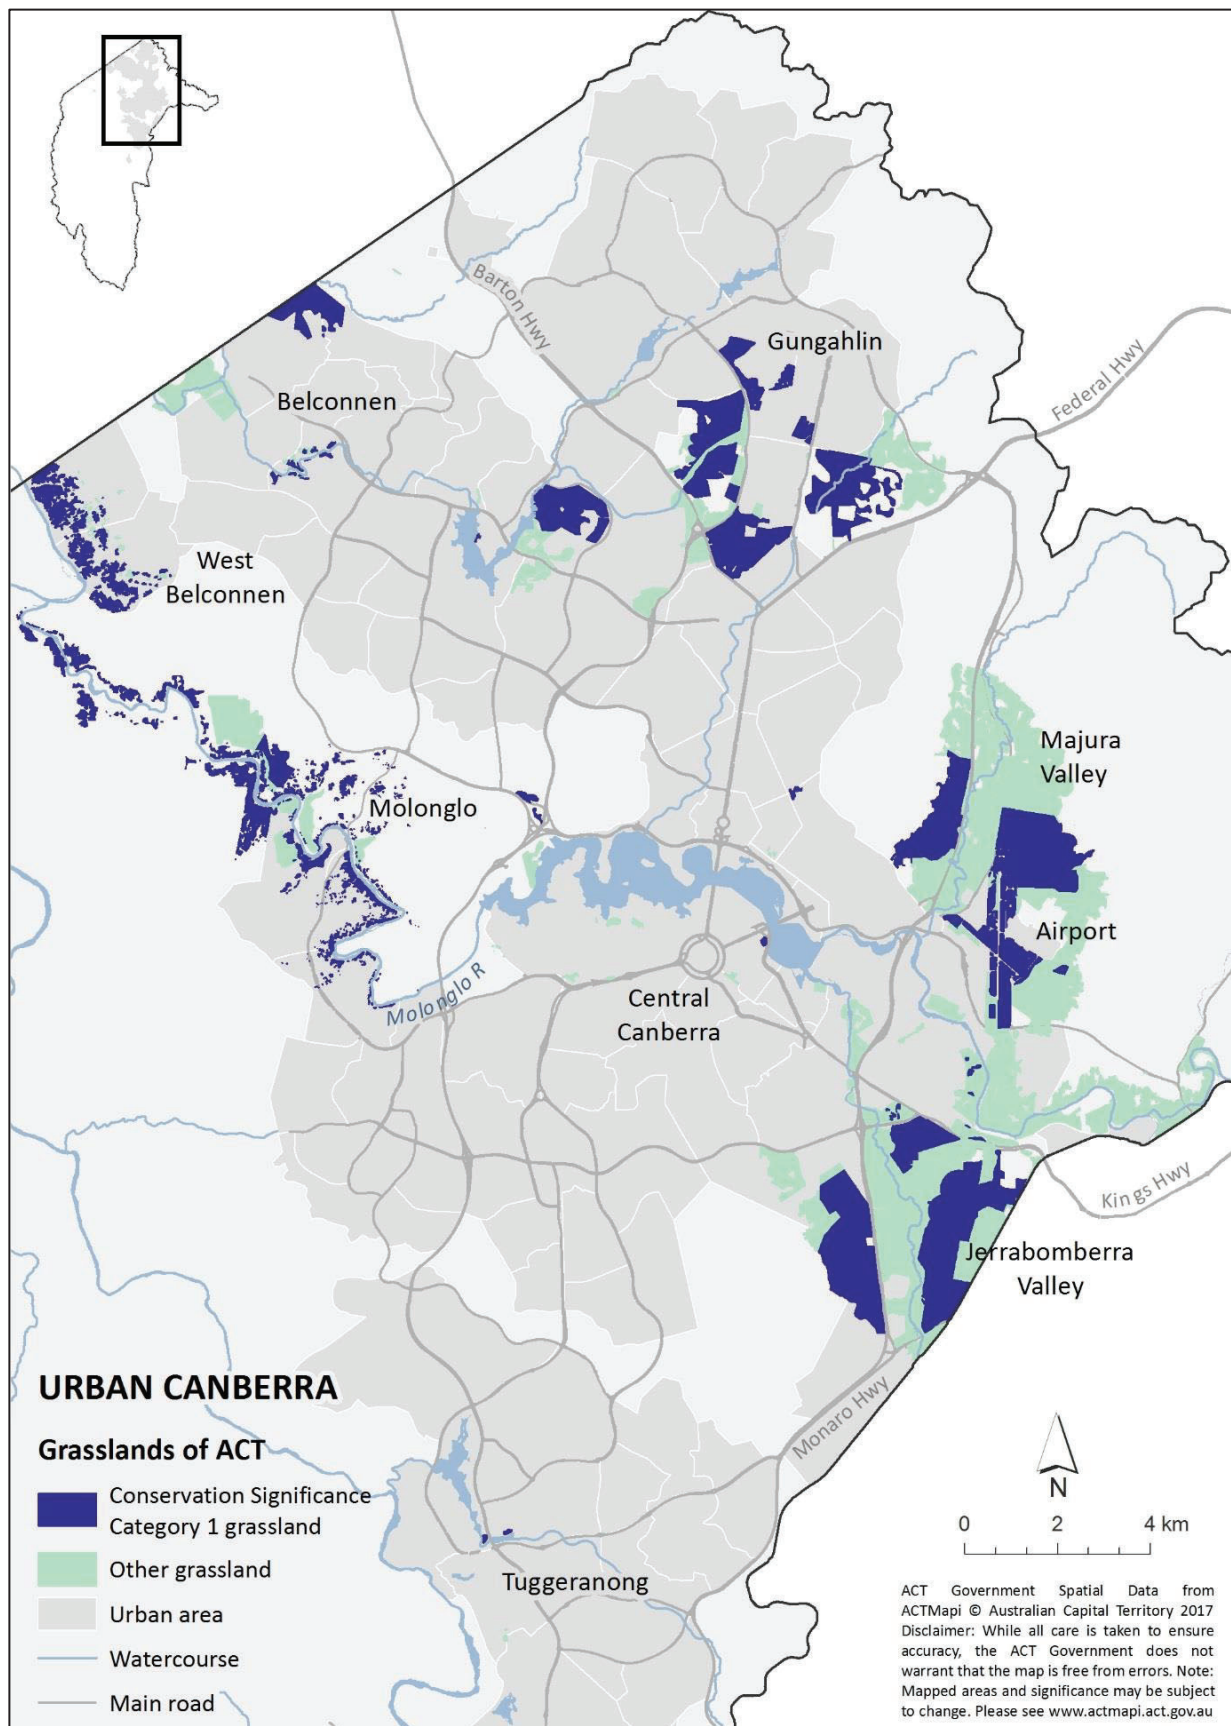 Barton Hwy
Gungahlin
Federal Hwy
Belconnen
West
Belconnen
Majura
Valley
Molonglo
Airport
Molonglo R
Central
Canberra
Kings Hwy
Jerrabomberra
Valley
Monaro Hwy
Tuggeranong
URBAN CANBERRA
Grasslands of ACT
Conservation Significance
Category 1 grassland
Other grassland
Urban area
Watercourse
Main road
N
0 2 4 km
ACT Government Spatial Data from
ACTMapi © Australian Capital Territory 2017
Disclaimer: While all care is taken to ensure
accuracy, the ACT Government does not
warrant that the map is free from errors. Note:
Mapped areas and significance may be subject
to change. Please see www.actmapi.act.gov.au